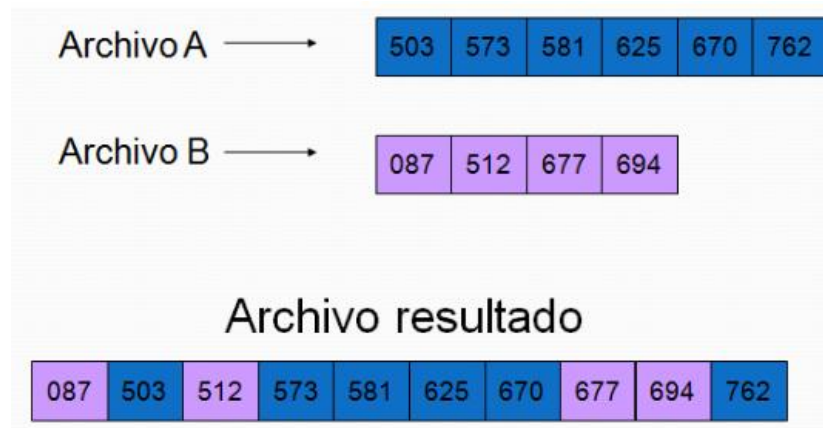 Archivo A 503 573 581 625 670 762
Archivo B 087 512 677 694
Archivo resultado
087 503 512 573 581 625 670 677 694 762